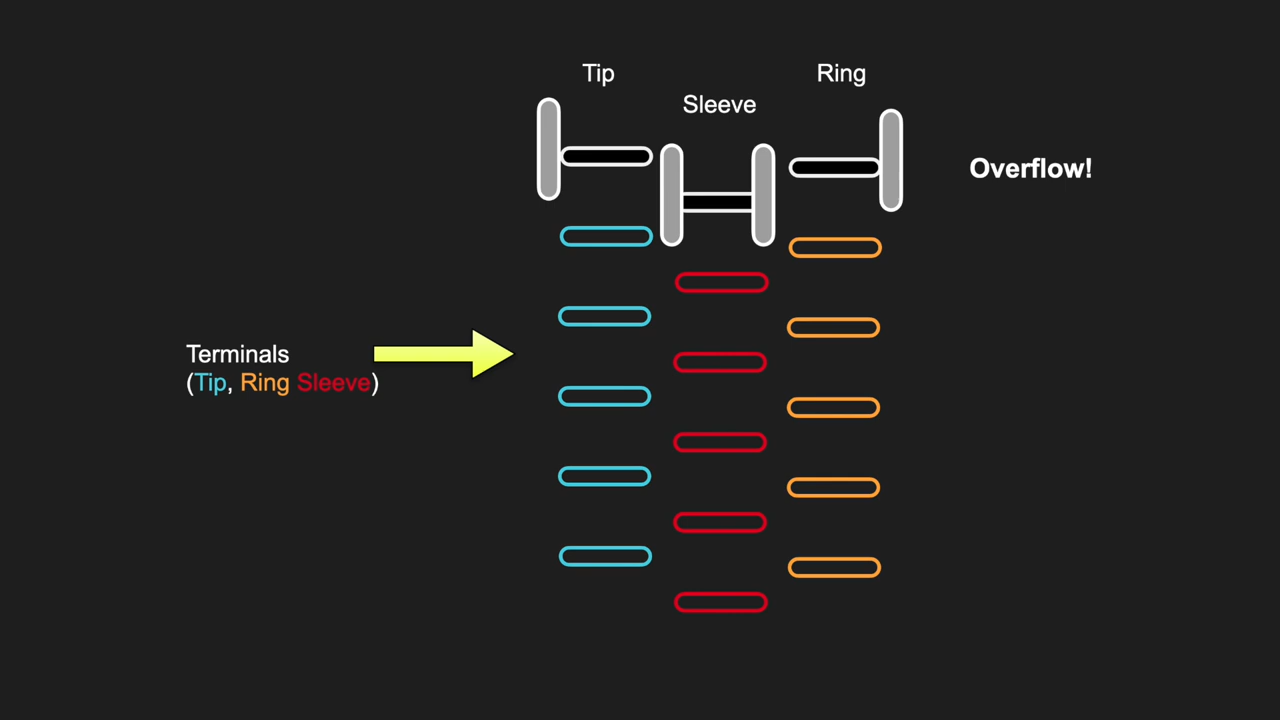 Tip
Ring
Sleeve
Overflow!
Terminals
(Tip, Ring Sleeve)